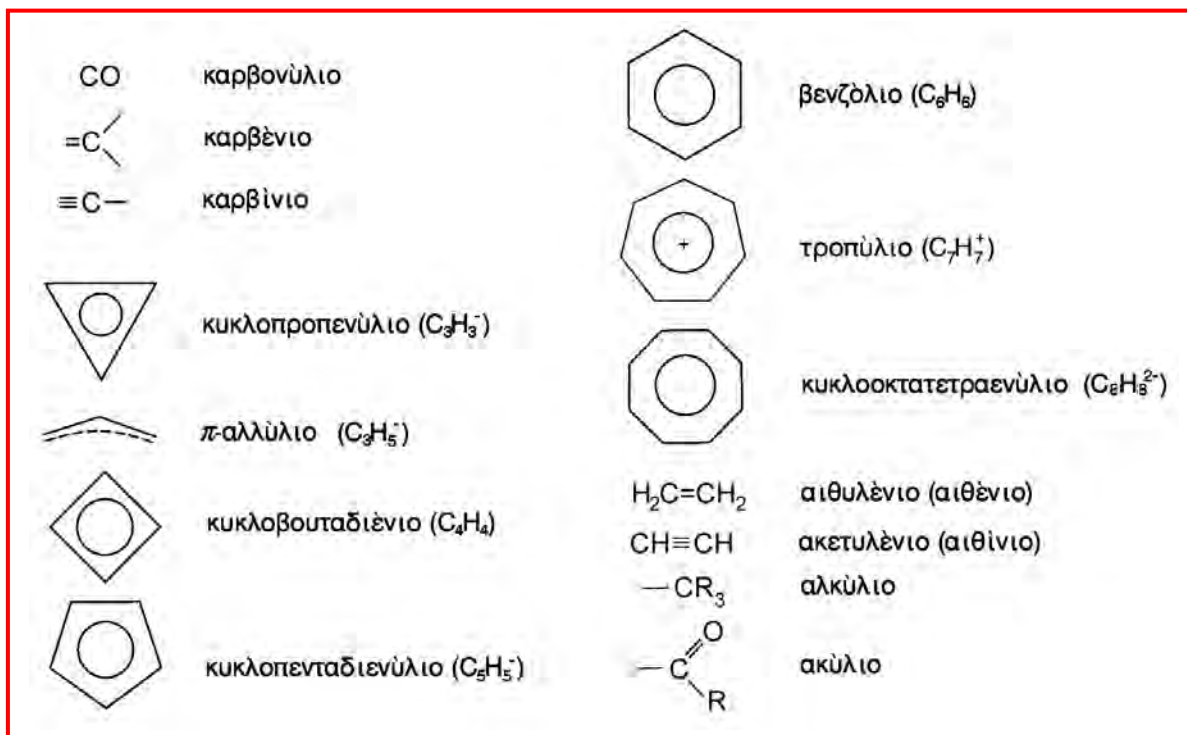 CO καρβονὺλιο
=C καρβὲνιο
≡C— καρβὶνιο
κυκλοπροπενὺλιο (C₃H₃⁻)
π-αλλὺλιο (C₃H₅⁻)
κυκλοβουταδιὲνιο (C₄H₄)
κυκλοπενταδιενὺλιο (C₅H₅⁻)
βενζὸλιο (C₆H₆)
+ τροπὺλιο (C₇H₇⁺)
κυκλοοκτατετραενὺλιο (C₈H₈²⁻)
H₂C=CH₂ αιθυλὲνιο (αιθὲνιο)
CH≡CH ακετυλὲνιο (αιθὶνιο)
—CR₃ αλκὺλιο
O
—C ακὺλιο
R